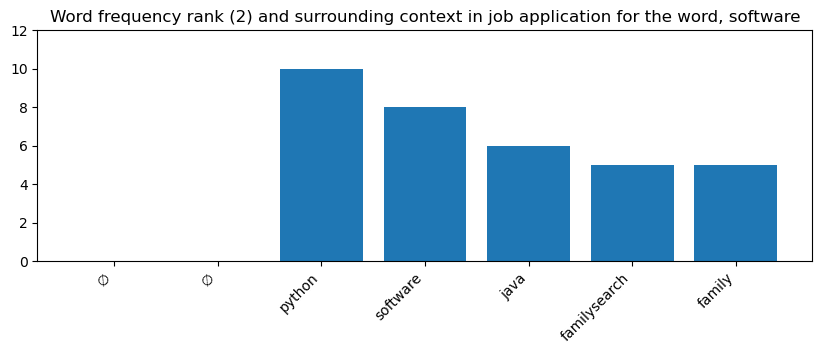 Word frequency rank (2) and surrounding context in job application for the word, software
12
10
8
6
4
2
0
∅
∅
python
software
java
familysearch
family